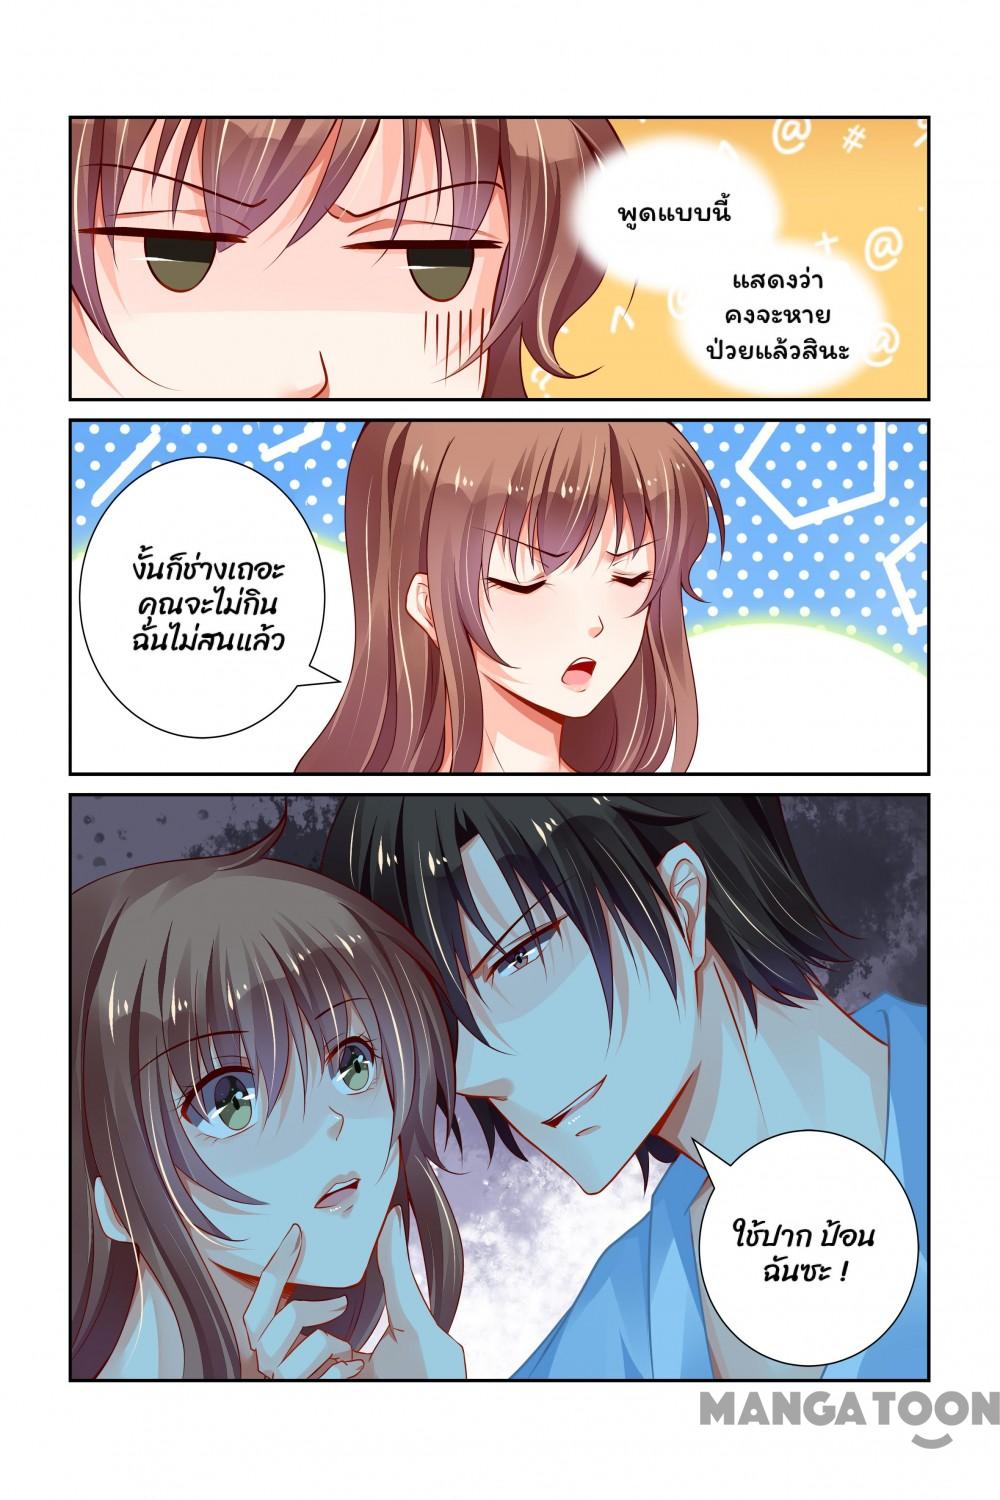 พูดแบบนี้
แสดงว่า
คงจะหาย
ป่วยแล้วสินะ
งั้นก็ช่างเถอะ
คุณจะไม่กิน
ฉันไม่สนแล้ว
ใช้ปาก ป้อน
ฉันซะ !
MANGATOON